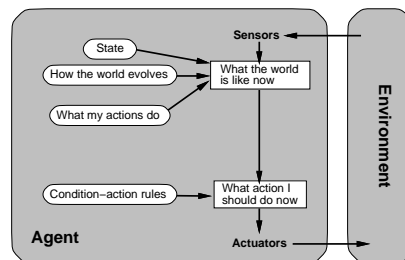 Sensors
State
How the world evolves
What my actions do
What the world
is like now
Condition−action rules
What action I
should do now
Agent
Actuators
Environment